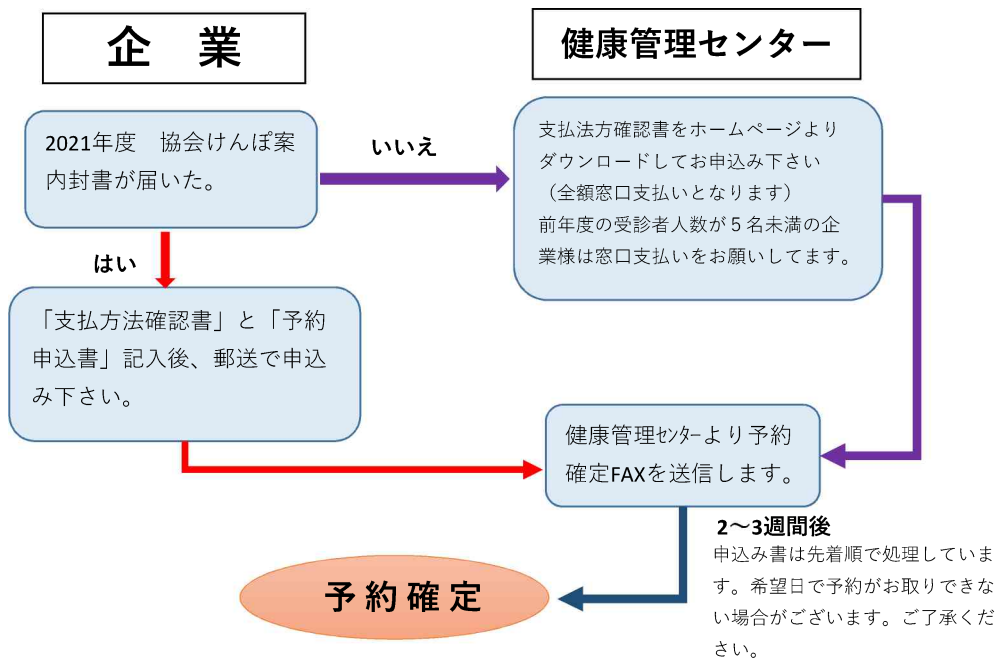 企　業
健康管理センター
2021年度　協会けんぽ案
内封書が届いた。
いいえ
支払法方確認書をホームページより
ダウンロードしてお申込み下さい
（全額窓口支払いとなります）
前年度の受診者人数が５名未満の企
業様は窓口支払いをお願いしてます。
はい
「支払方法確認書」と「予約
申込書」記入後、郵送で申込
み下さい。
健康管理ｾﾝﾀｰより予約
確定FAXを送信します。
2～3週間後
申込み書は先着順で処理していま
す。希望日で予約がお取りできな
い場合がございます。ご了承くだ
さい。
予約確定